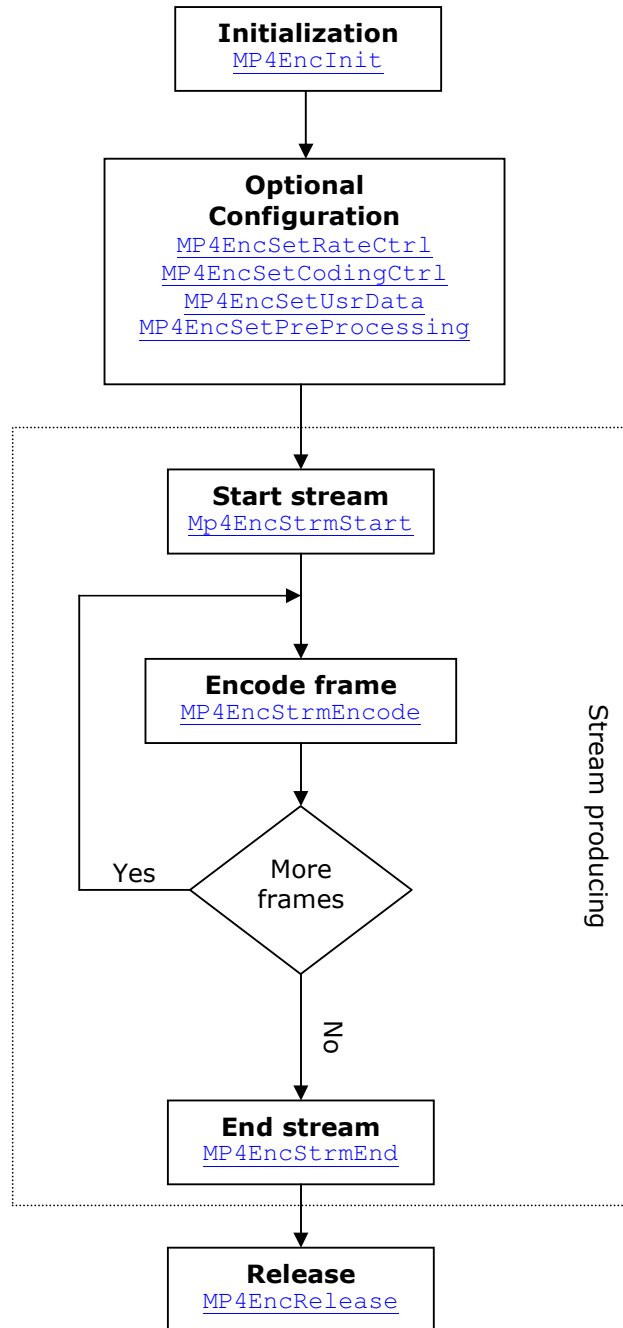 Initialization
MP4EncInit
Optional
Configuration
MP4EncSetRateCtrl
MP4EncSetCodingCtrl
MP4EncSetUsrData
MP4EncSetPreProcessing
Start stream
Mp4EncStrmStart
Encode frame
MP4EncStrmEncode
Stream producing
More
frames
Yes
No
End stream
MP4EncStrmEnd
Release
MP4EncRelease